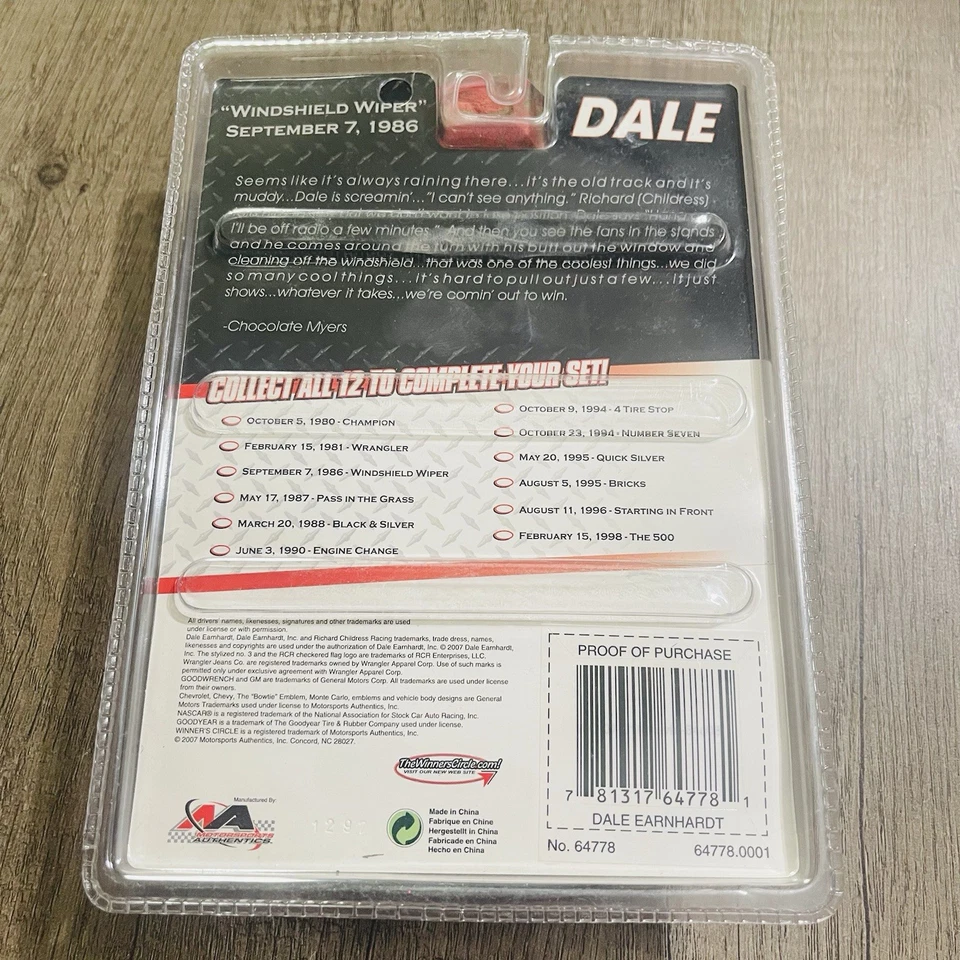 "WINDSHIELD WIPER"
SEPTEMBER 7, 1986
DALE
Seems like it's always raining there...it's the old track and it's
muddy...Dale is screamin'..."I can't see anything." Richard (Childress)
I'll be off radio a few minutes." And then you see the fans in the stands
and he comes around the turn with his butt out the window and
cleaning off the windshield...that was one of the coolest things...we did
so many cool things...it's hard to pull out just a few...It just
shows...whatever it takes...we're comin' out to win.
-Chocolate Myers
COLLECT ALL 12 TO COMPLETE YOUR SET!
OCTOBER 5, 1980 - CHAMPION
FEBRUARY 15, 1981 - WRANGLER
SEPTEMBER 7, 1986 - WINDSHIELD WIPER
MAY 17, 1987 - PASS IN THE GRASS
MARCH 20, 1988 - BLACK & SILVER
JUNE 3, 1990 - ENGINE CHANGE
OCTOBER 9, 1994 - 4 TIRE STOP
OCTOBER 23, 1994 - NUMBER SEVEN
MAY 20, 1995 - QUICK SILVER
AUGUST 5, 1995 - BRICKS
AUGUST 11, 1996 - STARTING IN FRONT
FEBRUARY 15, 1998 - THE 500
All drivers' names, likenesses, signatures and other trademarks are used
under license or with permission.
Dale Earnhardt, Dale Earnhardt, Inc. and Richard Childress Racing trademarks, trade dress, names,
likenesses and copyrights are used under the authorization of Dale Earnhardt, Inc. © 2007 Dale Earnhardt,
Inc. The stylized no. 3 and the RCR checkered flag logo are trademarks of RCR Enterprises, LLC.
Wrangler Jeans Co. are registered trademarks owned by Wrangler Apparel Corp. Use of such marks is
permitted only under exclusive agreement with Wrangler Apparel Corp.
GOODWRENCH and GM are trademarks of General Motors Corp. All trademarks are used under license
from their owners.
Chevrolet, Chevy, The "Bowtie" Emblem, Monte Carlo, emblems and vehicle body designs are General
Motors Trademarks used under license to Motorsports Authentics, Inc.
NASCAR® is a registered trademark of the National Association for Stock Car Auto Racing, Inc.
GOODYEAR is a trademark of The Goodyear Tire & Rubber Company used under license.
WINNER'S CIRCLE is a registered trademark of Motorsports Authentics, Inc.
© 2007 Motorsports Authentics, Inc. Concord, NC 28027.
TheWinnersCircle.com!
VISIT OUR NEW WEB SITE
Manufactured By:
MOTORSPORTS
AUTHENTICS
Made in China
Fabriqué en Chine
Hergestellt in China
Fabricade en China
Hecho en China
PROOF OF PURCHASE
7 81317 64778 1
DALE EARNHARDT
No. 64778
64778.0001